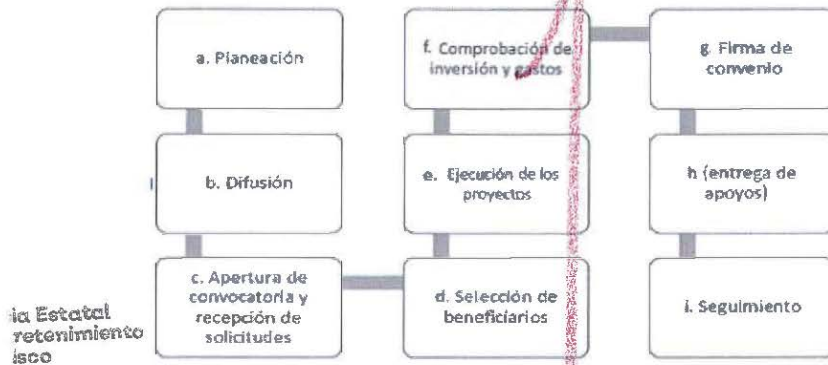 a. Planeación
b. Difusión
c. Apertura de
convocatoria y
recepción de
solicitudes
d. Selección de
beneficiarios
e. Ejecución de los
proyectos
f. Comprobación de
inversión y gastos
g. Firma de
convenio
h (entrega de
apoyos)
i. Seguimiento
ia Estatal
retenimiento
isco